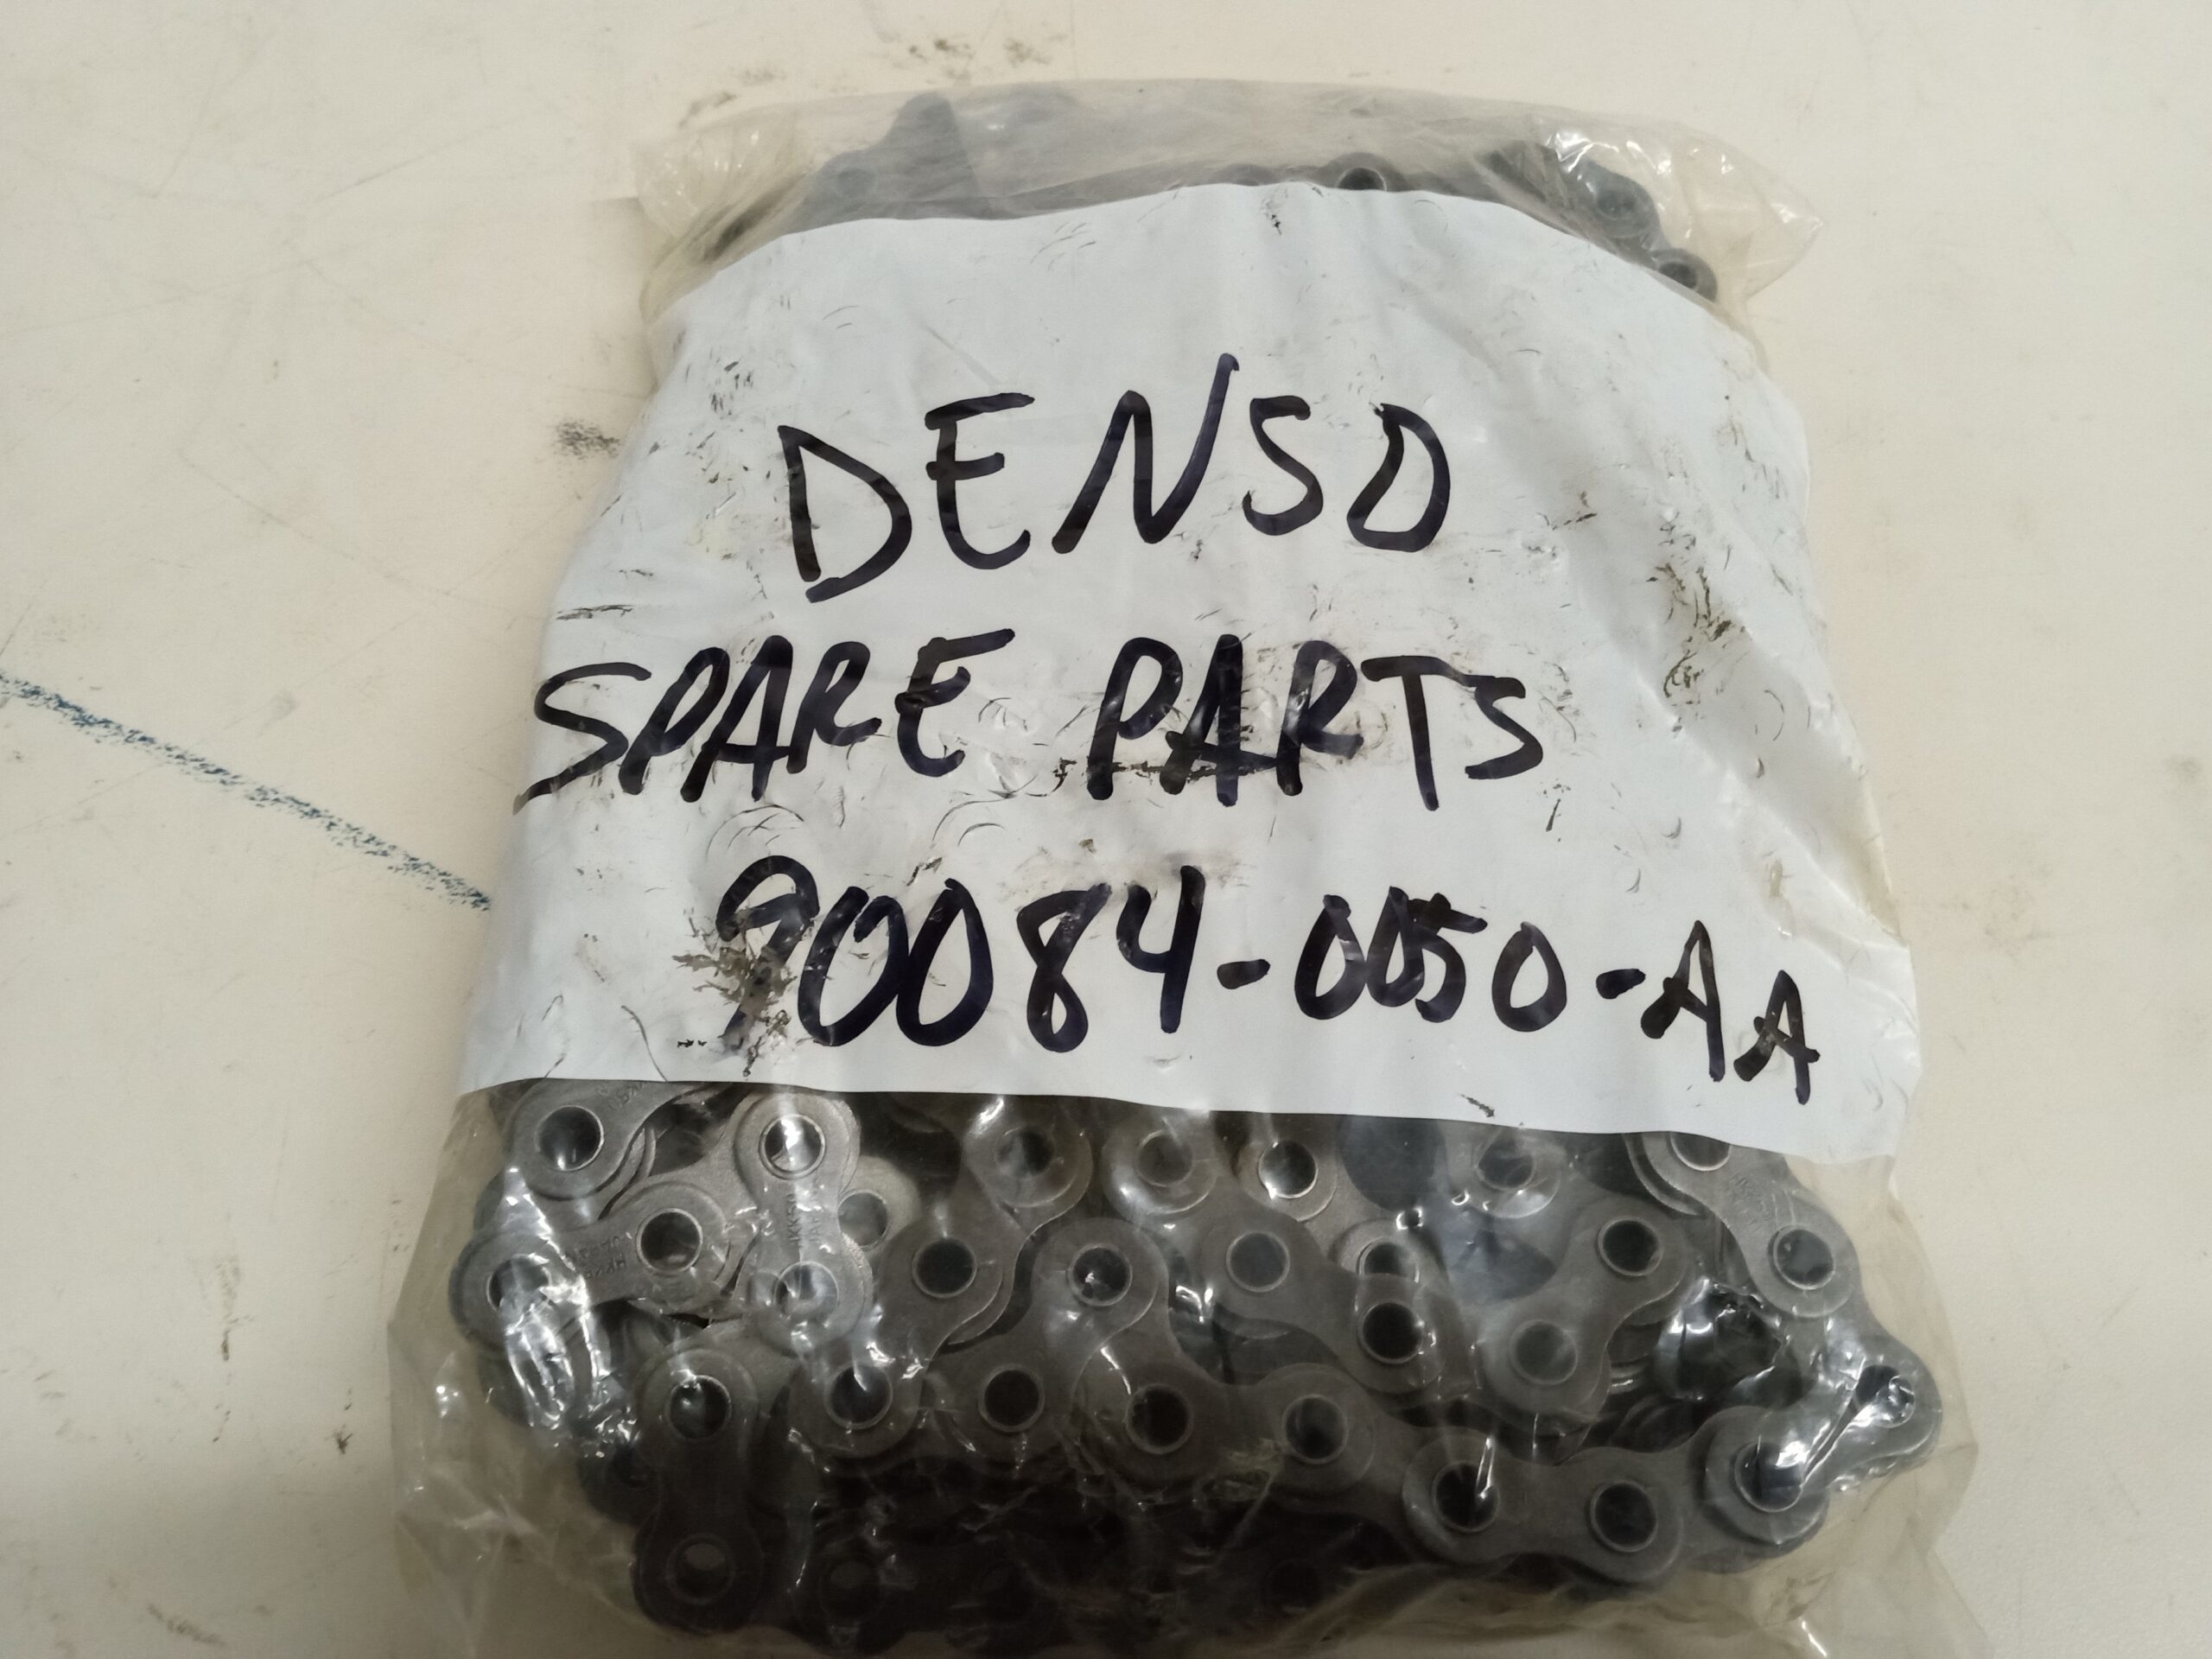 DENSO
SPARE PARTS
90084-0050-AA